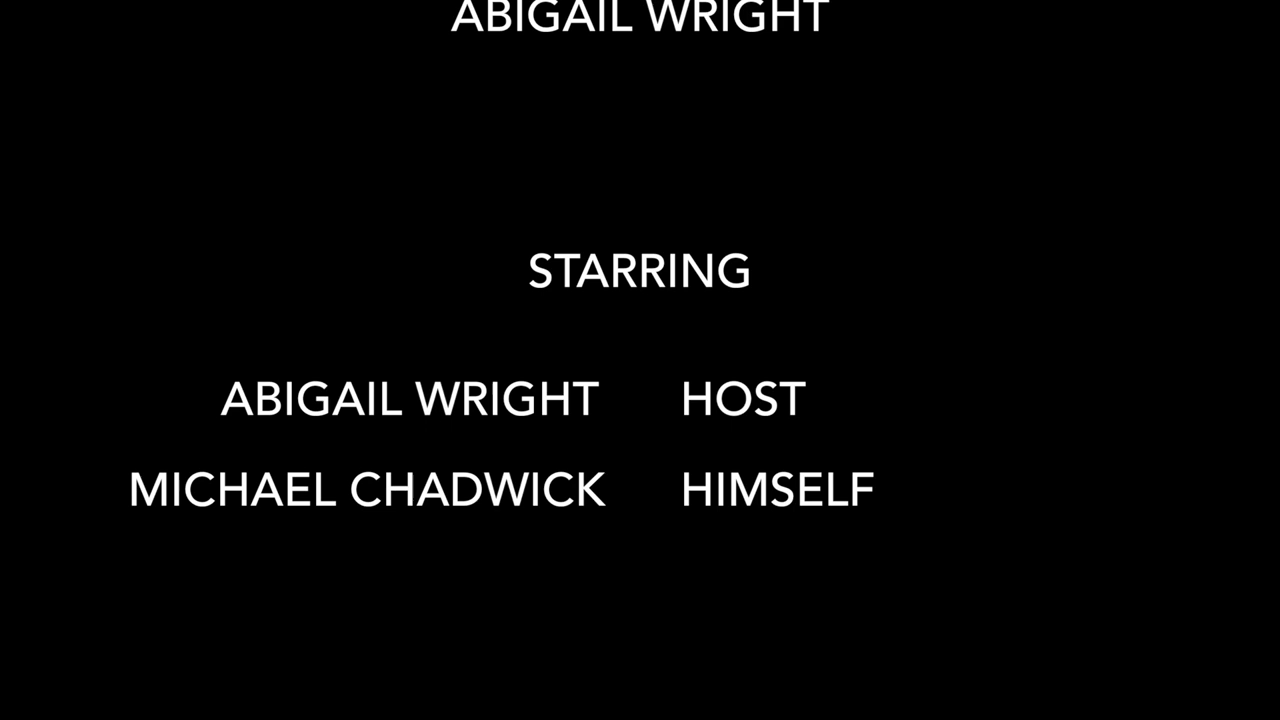 ABIGAIL WRIGHT
STARRING
ABIGAIL WRIGHT HOST
MICHAEL CHADWICK HIMSELF